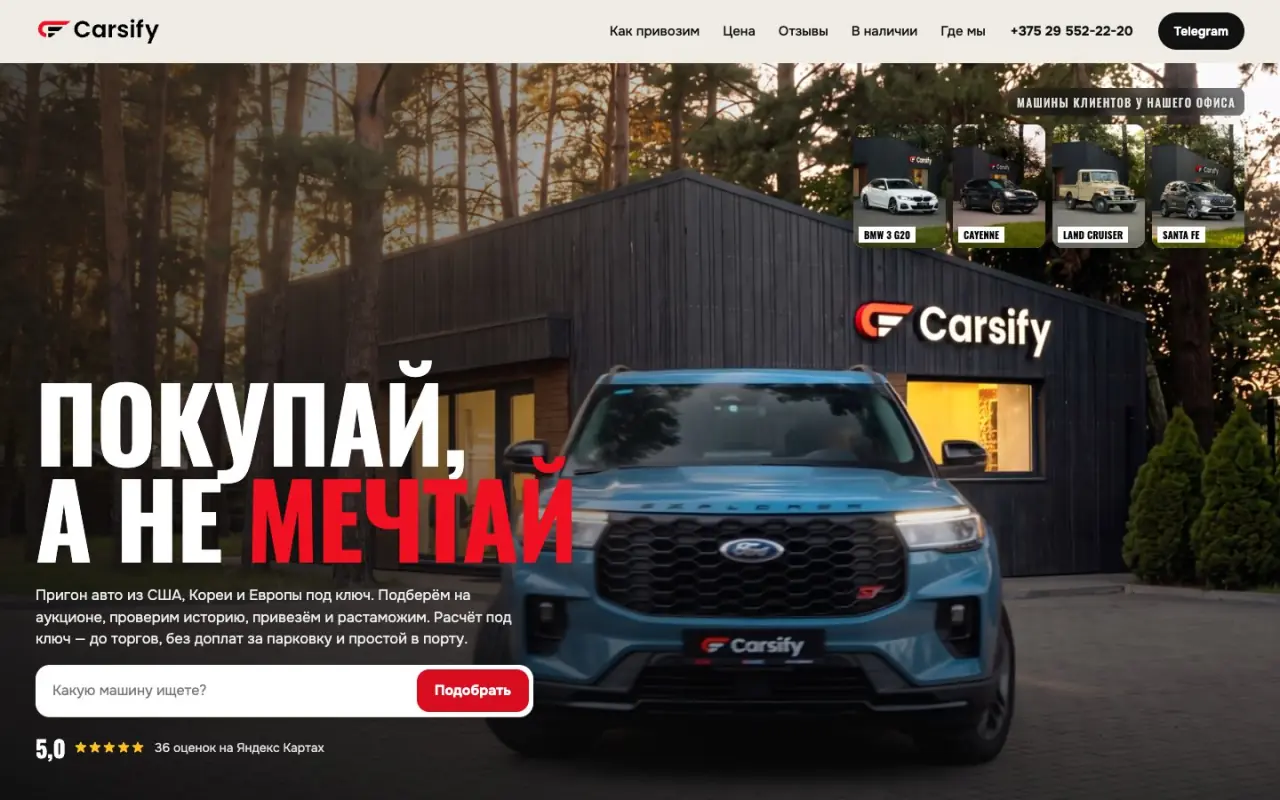 Carsify
Как привозим
Цена
Отзывы
В наличии
Где мы
+375 29 552-22-20
Telegram
МАШИНЫ КЛИЕНТОВ У НАШЕГО ОФИСА
BMW 3 G20
CAYENNE
LAND CRUISER
SANTA FE
Carsify
ПОКУПАЙ,
А НЕ МЕЧТАЙ
EXPLORER
Ford
ST
Carsify
Пригон авто из США, Кореи и Европы под ключ. Подберём на
аукционе, проверим историю, привезём и растаможим. Расчёт под
ключ — до торгов, без доплат за парковку и простой в порту.
Какую машину ищете?
Подобрать
5,0
36 оценок на Яндекс Картах